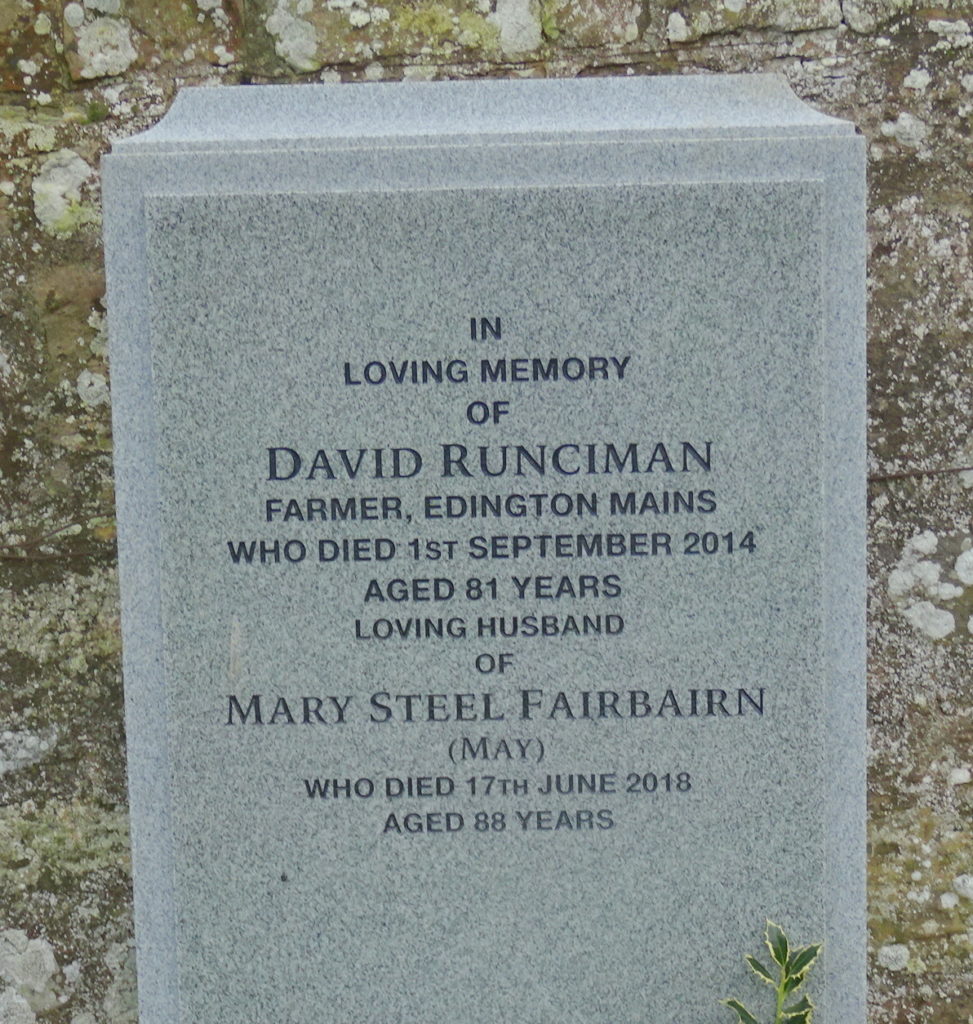 IN
LOVING MEMORY
OF
DAVID RUNCIMAN
FARMER, EDINGTON MAINS
WHO DIED 1ST SEPTEMBER 2014
AGED 81 YEARS
LOVING HUSBAND
OF
MARY STEEL FAIRBAIRN
(MAY)
WHO DIED 17TH JUNE 2018
AGED 88 YEARS